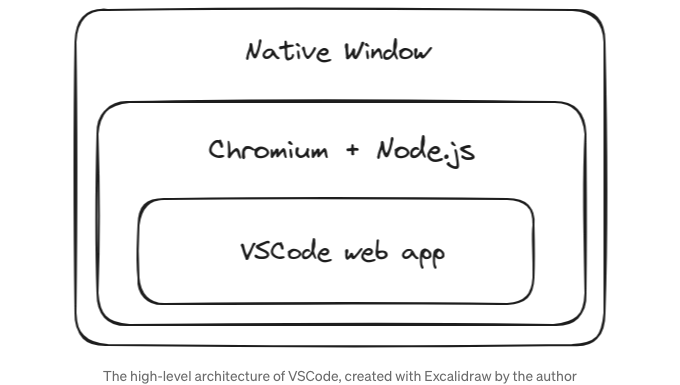 Native Window
Chromium + Node.js
VSCode web app
The high-level architecture of VSCode, created with Excalidraw by the author